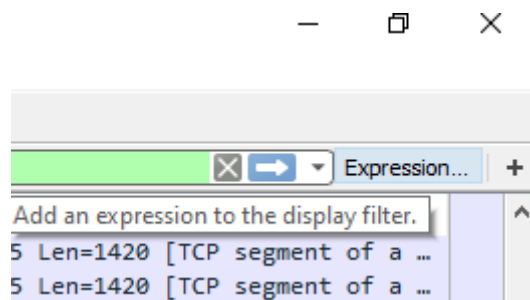 Expression...
+
Add an expression to the display filter.
5 Len=1420 [TCP segment of a …
5 Len=1420 [TCP segment of a …